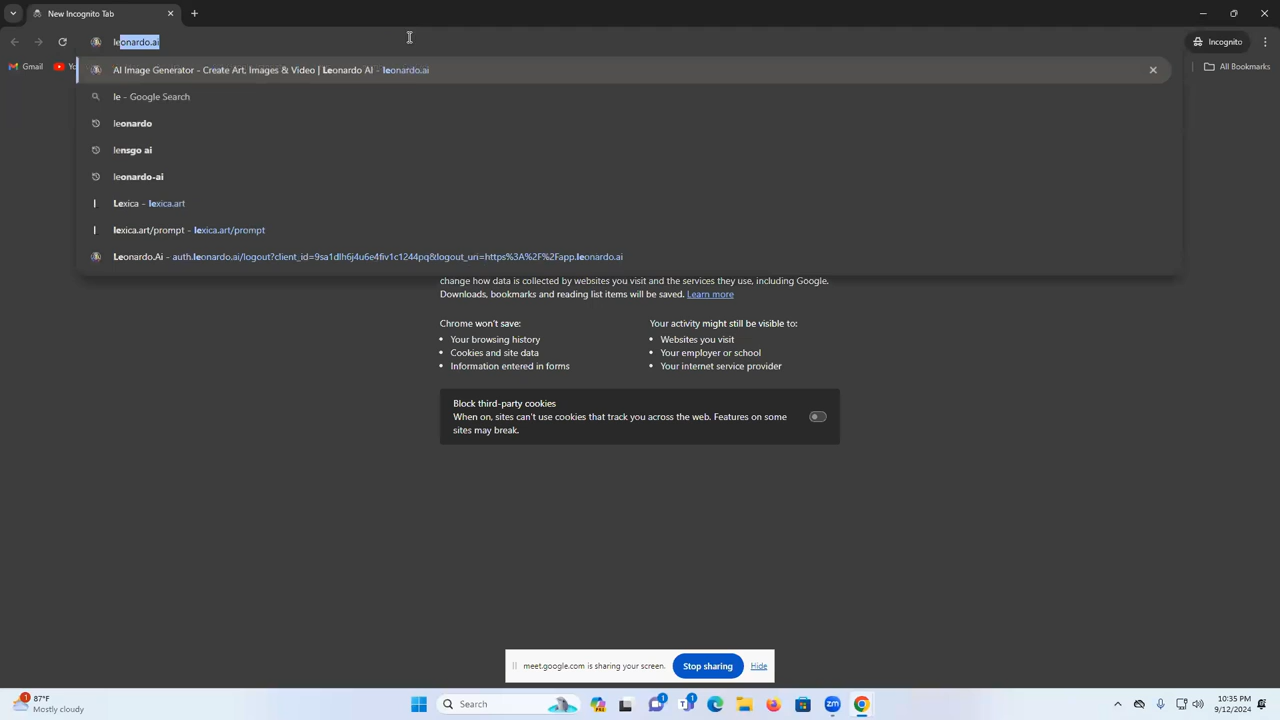 New Incognito Tab
leonardo.ai
Incognito
Gmail
Yo
All Bookmarks
AI Image Generator - Create Art, Images & Video | Leonardo AI - leonardo.ai
le - Google Search
leonardo
lensgo ai
leonardo-ai
Lexica - lexica.art
lexica.art/prompt - lexica.art/prompt
Leonardo.Ai - auth.leonardo.ai/logout?client_id=9sa1dlh6j4u6e4fiv1c1244pq&logout_uri=https%3A%2F%2Fapp.leonardo.ai
change how data is collected by websites you visit and the services they use, including Google.
Downloads, bookmarks and reading list items will be saved. Learn more
Chrome won't save:
Your browsing history
Cookies and site data
Information entered in forms
Your activity might still be visible to:
Websites you visit
Your employer or school
Your internet service provider
Block third-party cookies
When on, sites can't use cookies that track you across the web. Features on some
sites may break.
meet.google.com is sharing your screen.
Stop sharing
Hide
1
87°F
Mostly cloudy
Search
PRE
1
1
zm
10:35 PM
9/12/2024